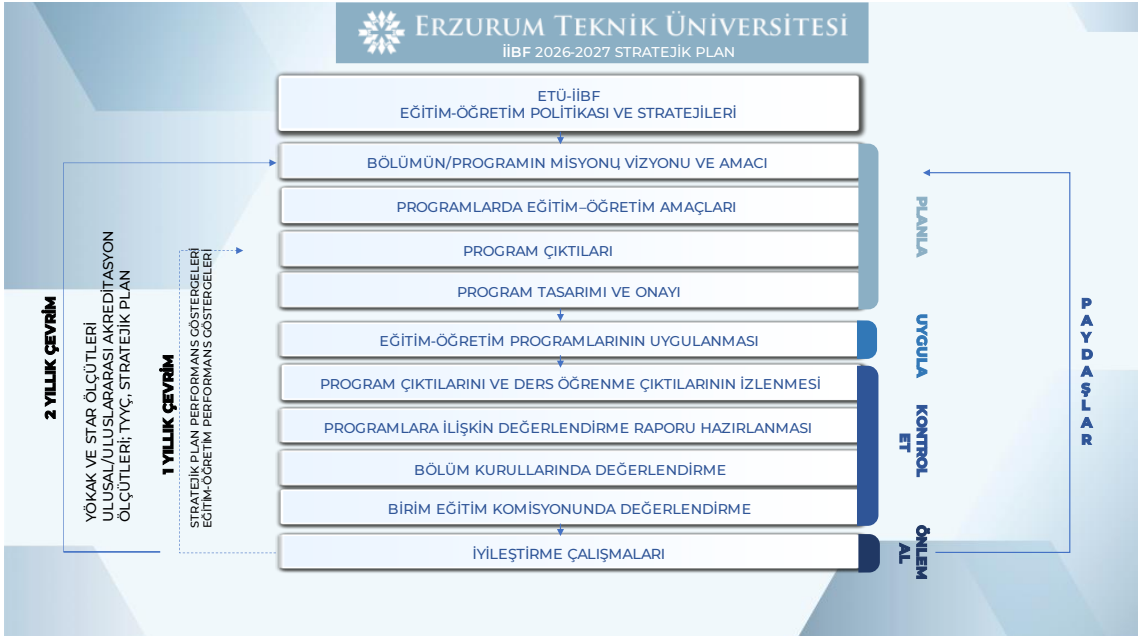 ERZURUM TEKNİK ÜNİVERSİTESİ
İİBF 2026-2027 STRATEJİK PLAN
ETÜ-İİBF
EĞİTİM-ÖĞRETİM POLİTİKASI VE STRATEJİLERİ
BÖLÜMÜN/PROGRAMIN MİSYONU, VİZYONU VE AMACI
PROGRAMLARDA EĞİTİM–ÖĞRETİM AMAÇLARI
PROGRAM ÇIKTILARI
PROGRAM TASARIMI VE ONAYI
EĞİTİM-ÖĞRETİM PROGRAMLARININ UYGULANMASI
PROGRAM ÇIKTILARINI VE DERS ÖĞRENME ÇIKTILARININ İZLENMESİ
PROGRAMLARA İLİŞKİN DEĞERLENDİRME RAPORU HAZIRLANMASI
BÖLÜM KURULLARINDA DEĞERLENDİRME
BİRİM EĞİTİM KOMİSYONUNDA DEĞERLENDİRME
İYİLEŞTİRME ÇALIŞMALARI
2 YILLIK ÇEVRİM
YÖKAK VE STAR ÖLÇÜTLERİ
ULUSAL/ULUSLARARASI AKREDİTASYON
ÖLÇÜTLERİ; TYYÇ, STRATEJİK PLAN
1 YILLIK ÇEVRİM
STRATEJİK PLAN PERFORMANS GÖSTERGELERİ
EĞİTİM-ÖĞRETİM PERFORMANS GÖSTERGELERİ
PLANLA
UYGULA
KONTROL
ET
ÖNLEM
AL
PAYDAŞLAR